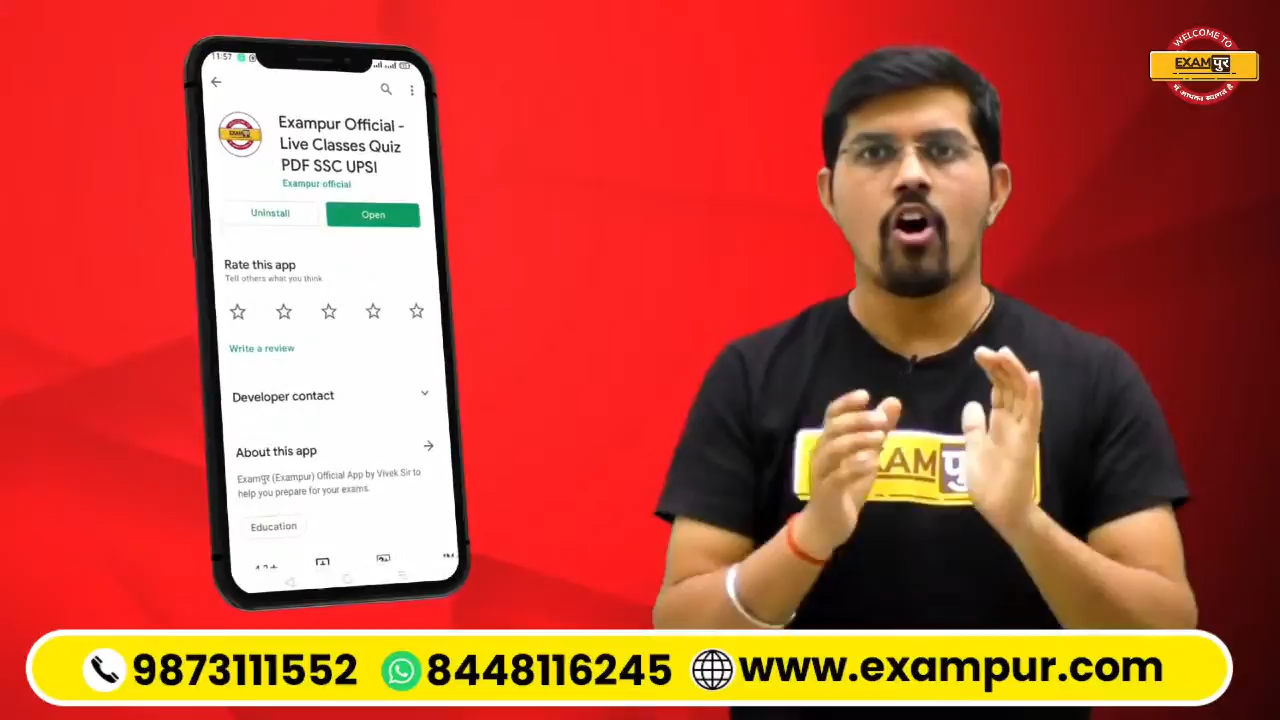 11:57
Exampur Official -
Live Classes Quiz
PDF SSC UPSI
Exampur official
Uninstall
Open
Rate this app
Tell others what you think
Write a review
Developer contact
About this app
Examपुर (Exampur) Official App by Vivek Sir to
help you prepare for your exams.
Education
WELCOME TO
EXAMपुर
में आपका स्वागत है
EXAMपुर
9873111552
8448116245
www.exampur.com